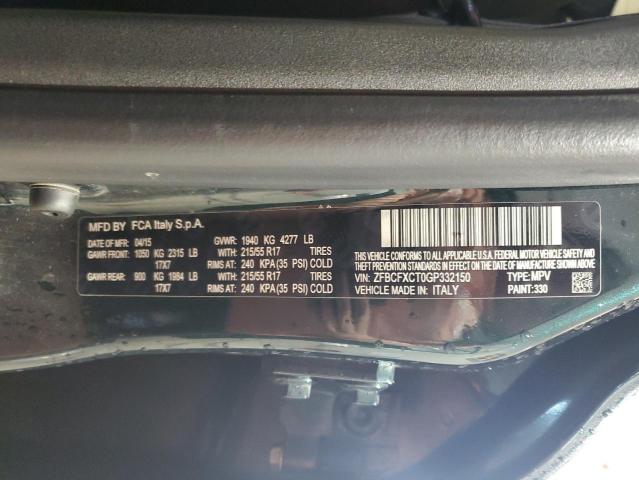 MFD BY FCA Italy S.p.A.
DATE OF MFR 04/15 GVWR: 1940 KG 4277 LB
GAWR FRONT: 1050 KG 2315 LB WITH: 215/55 R17 TIRES
17X7 RIMS AT: 240 KPA (35 PSI) COLD
GAWR REAR: 900 KG 1984 LB WITH: 215/55 R17 TIRES
17X7 RIMS AT: 240 KPA (35 PSI) COLD
THIS VEHICLE CONFORMS TO ALL APPLICABLE U.S.A. FEDERAL MOTOR VEHICLE
SAFETY, BUMPER, AND THEFT PREVENTION STANDARDS IN EFFECT ON
THE DATE OF MANUFACTURE SHOWN ABOVE.
VIN: ZFBCFXCT0GP332150 TYPE: MPV
VEHICLE MADE IN: ITALY PAINT: 330